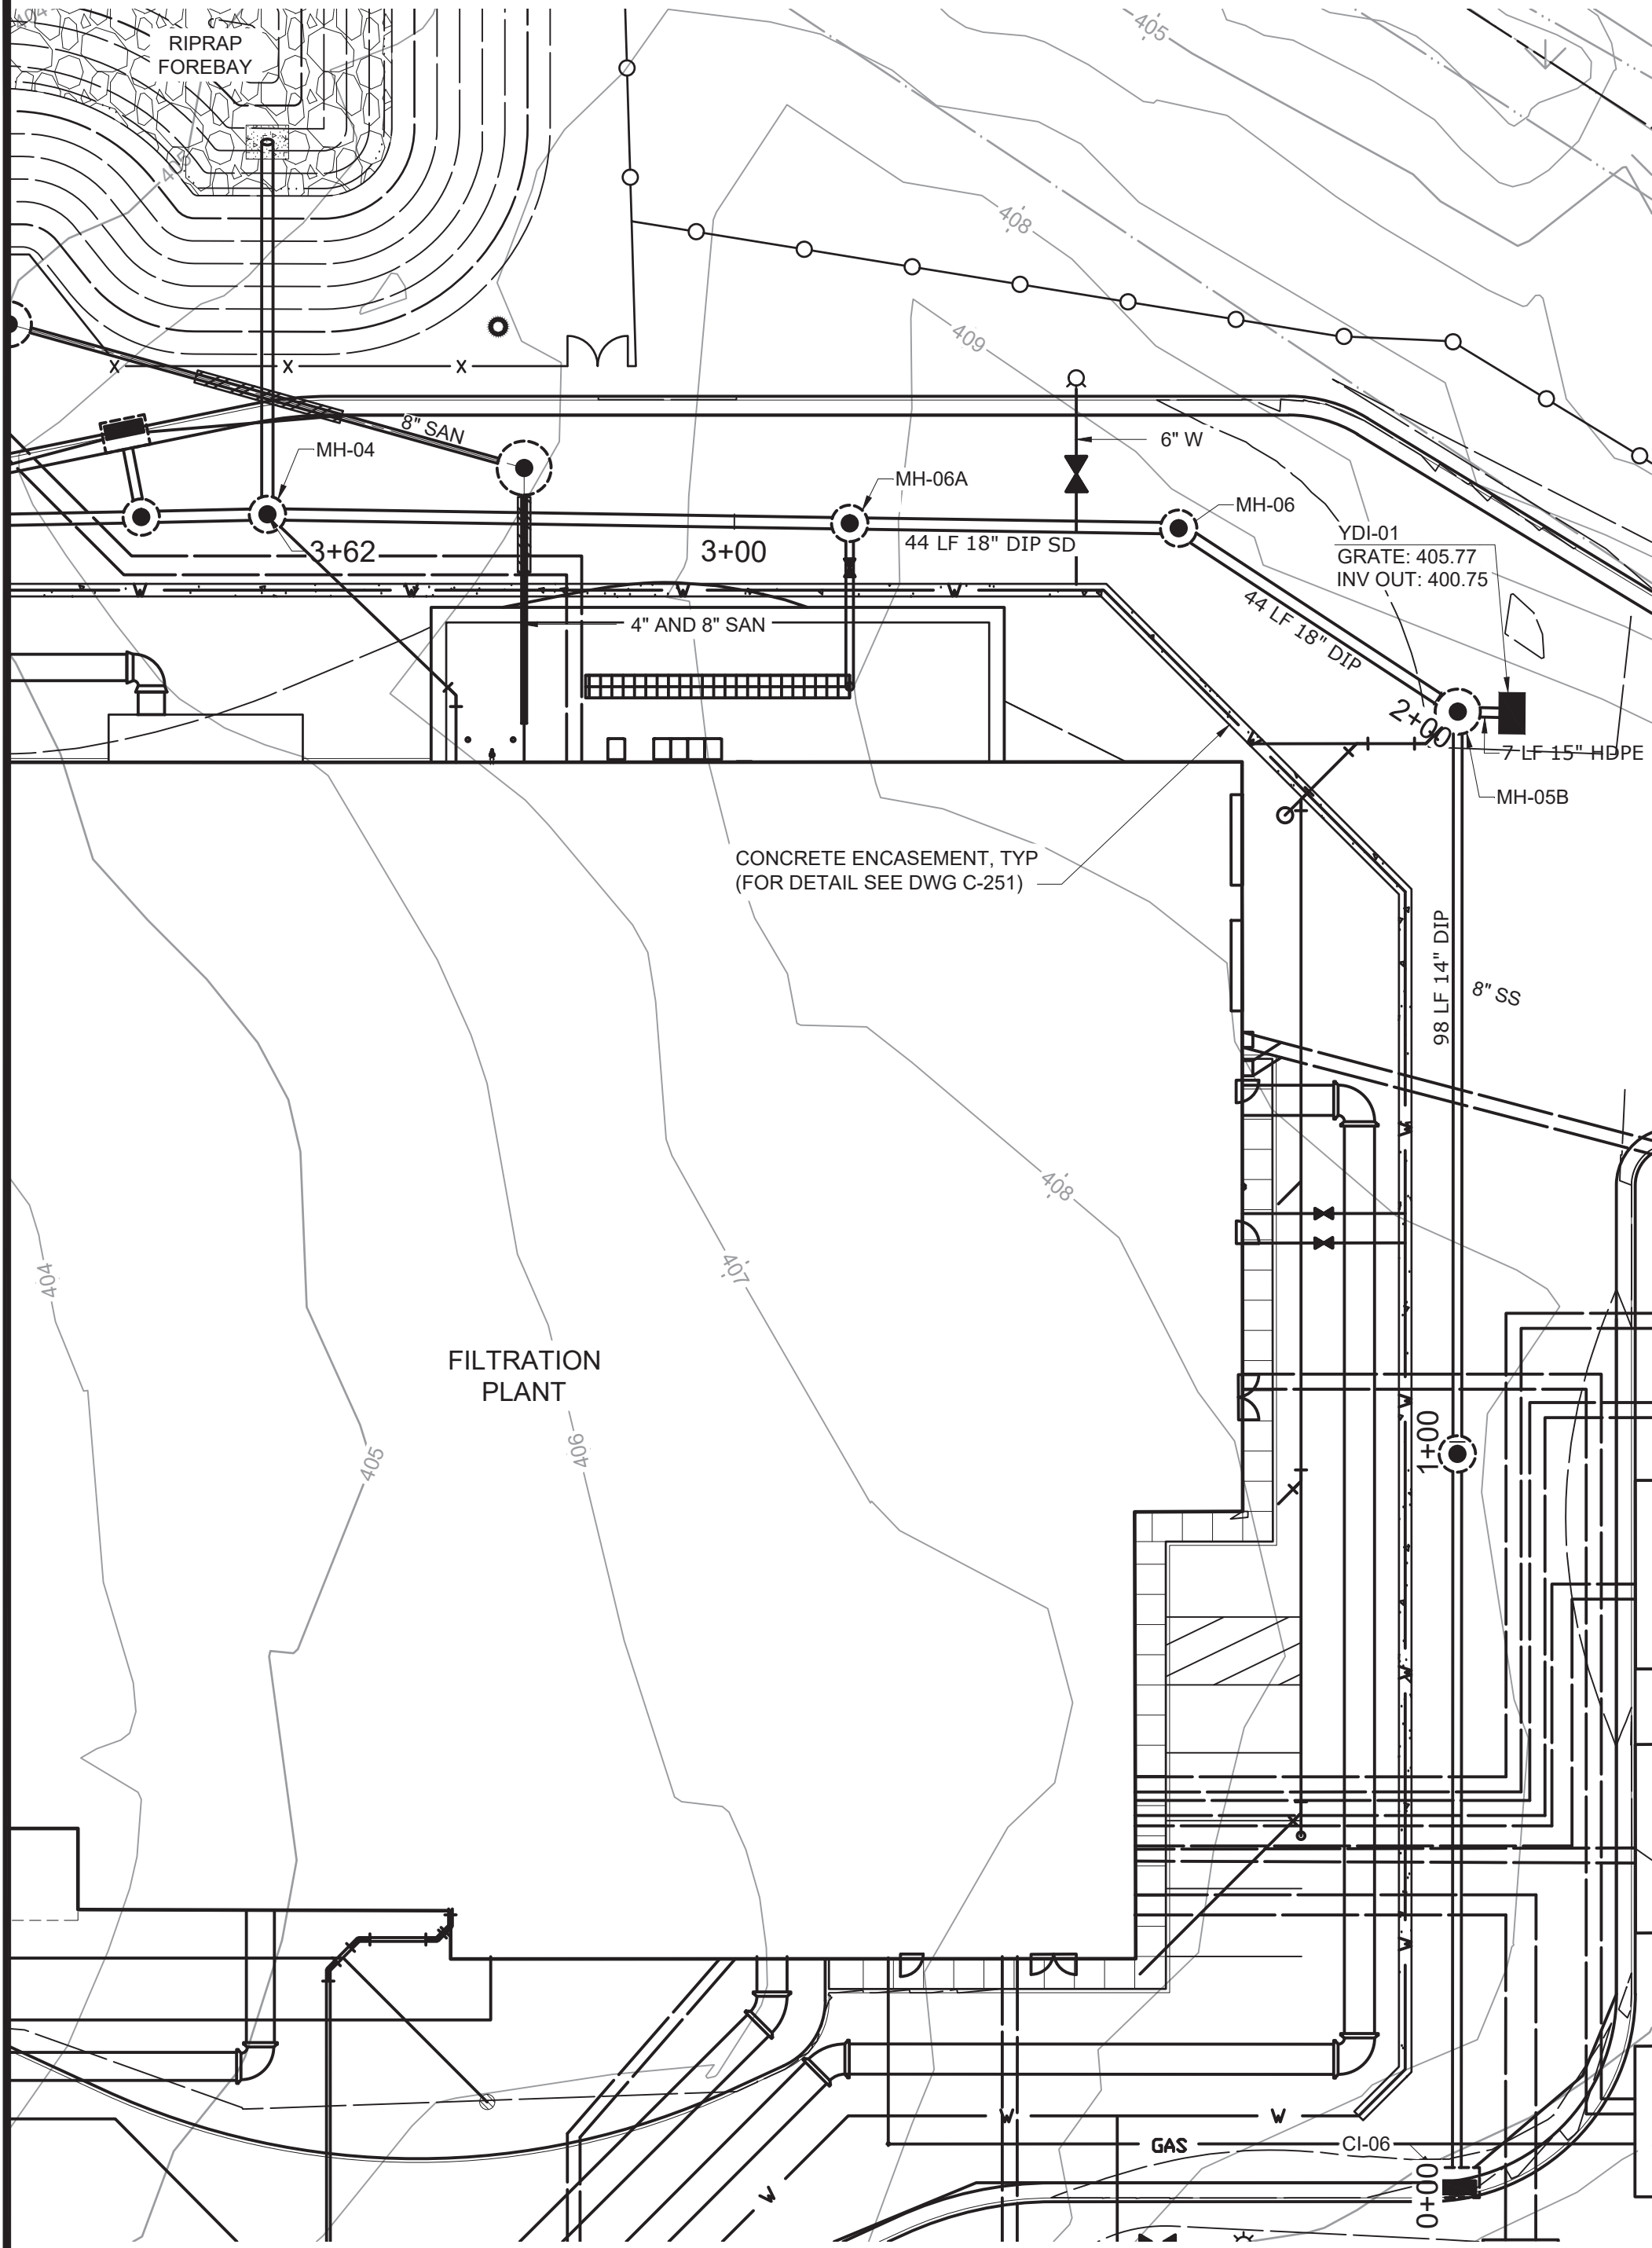 404
405
RIPRAP
FOREBAY
403
408
409
8" SAN
6" W
MH-04
MH-06A
MH-06
3+62
3+00
44 LF 18" DIP SD
YDI-01
GRATE: 405.77
INV OUT: 400.75
W
W
W
W
4" AND 8" SAN
44 LF 18" DIP
2+00
W
7 LF 15" HDPE
MH-05B
CONCRETE ENCASEMENT, TYP
(FOR DETAIL SEE DWG C-251)
98 LF 14" DIP
8" SS
W
408
404
407
FILTRATION
PLANT
W
1+00
405
406
W
W
W
W
GAS
CI-06
W
0+00
X
X
X